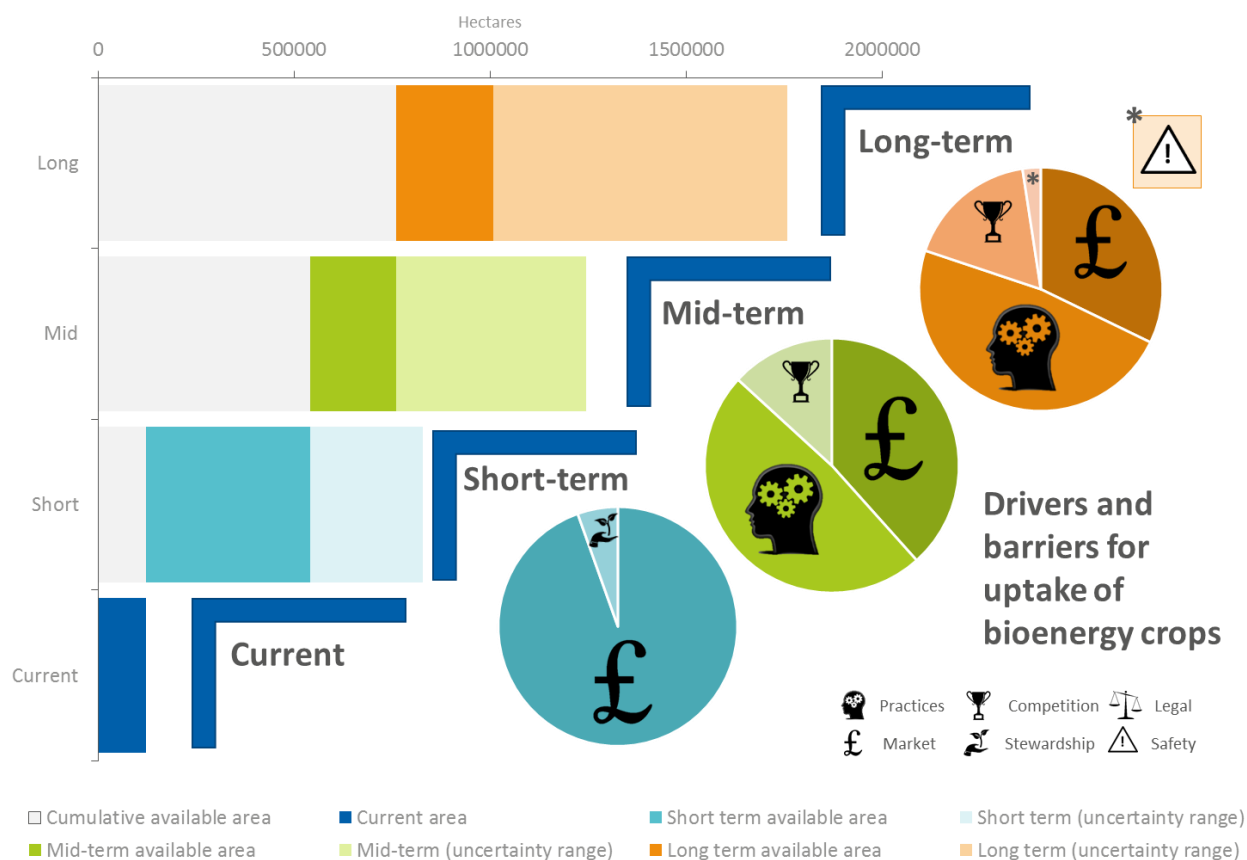 Hectares
0 500000 1000000 1500000 2000000
Long
Mid
Short
Current
Long-term
*
!
*
£
Mid-term
£
Short-term
£
Current
Drivers and
barriers for
uptake of
bioenergy crops
Practices Competition Legal
£ Market Stewardship ! Safety
Cumulative available area Current area Short term available area Short term (uncertainty range)
Mid-term available area Mid-term (uncertainty range) Long term available area Long term (uncertainty range)